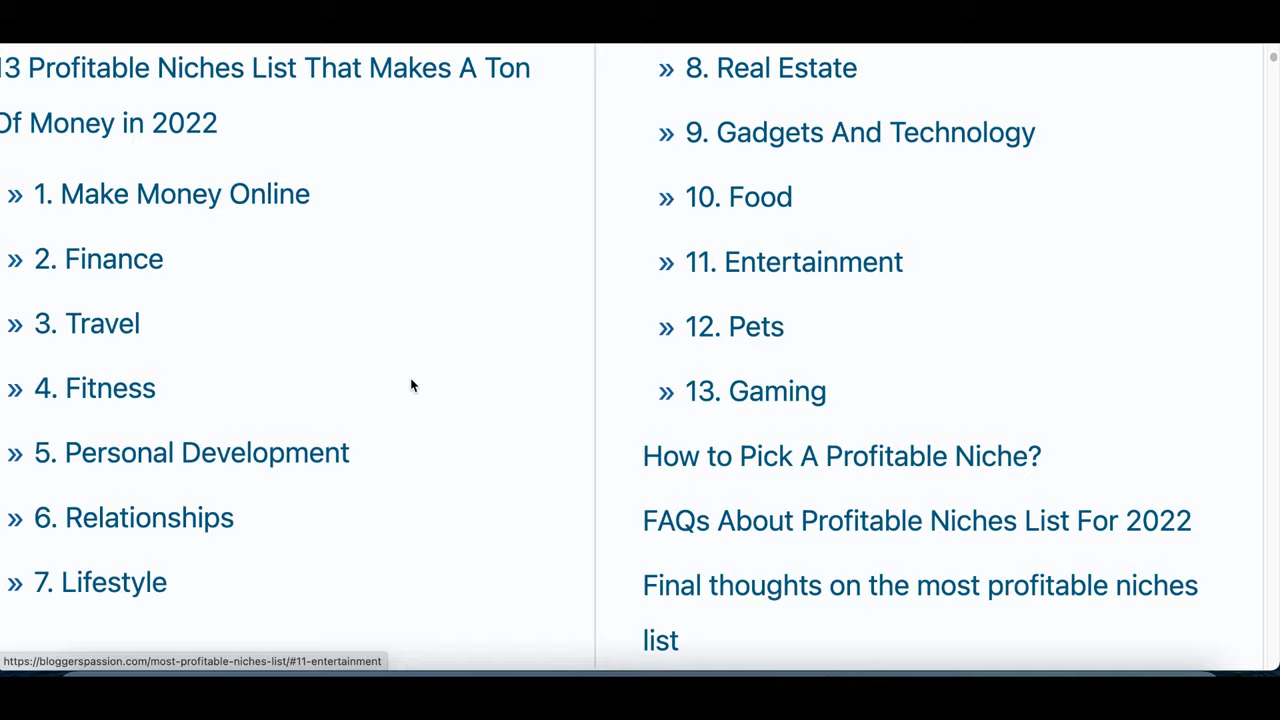 13 Profitable Niches List That Makes A Ton
Of Money in 2022
» 1. Make Money Online
» 2. Finance
» 3. Travel
» 4. Fitness
» 5. Personal Development
» 6. Relationships
» 7. Lifestyle
» 8. Real Estate
» 9. Gadgets And Technology
» 10. Food
» 11. Entertainment
» 12. Pets
» 13. Gaming
How to Pick A Profitable Niche?
FAQs About Profitable Niches List For 2022
Final thoughts on the most profitable niches
list
https://bloggerspassion.com/most-profitable-niches-list/#11-entertainment